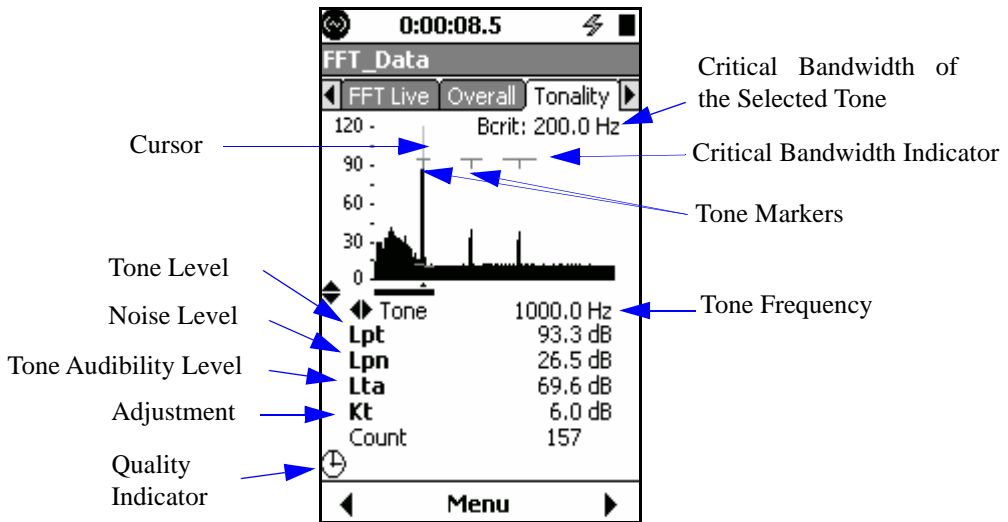 0:00:08.5
FFT_Data
FFT Live Overall Tonality
Bcrit: 200.0 Hz
120
90
60
30
0
Tone 1000.0 Hz
Lpt 93.3 dB
Lpn 26.5 dB
Lta 69.6 dB
Kt 6.0 dB
Count 157
Menu
Cursor
Tone Level
Noise Level
Tone Audibility Level
Adjustment
Quality
Indicator
Critical Bandwidth of
the Selected Tone
Critical Bandwidth Indicator
Tone Markers
Tone Frequency